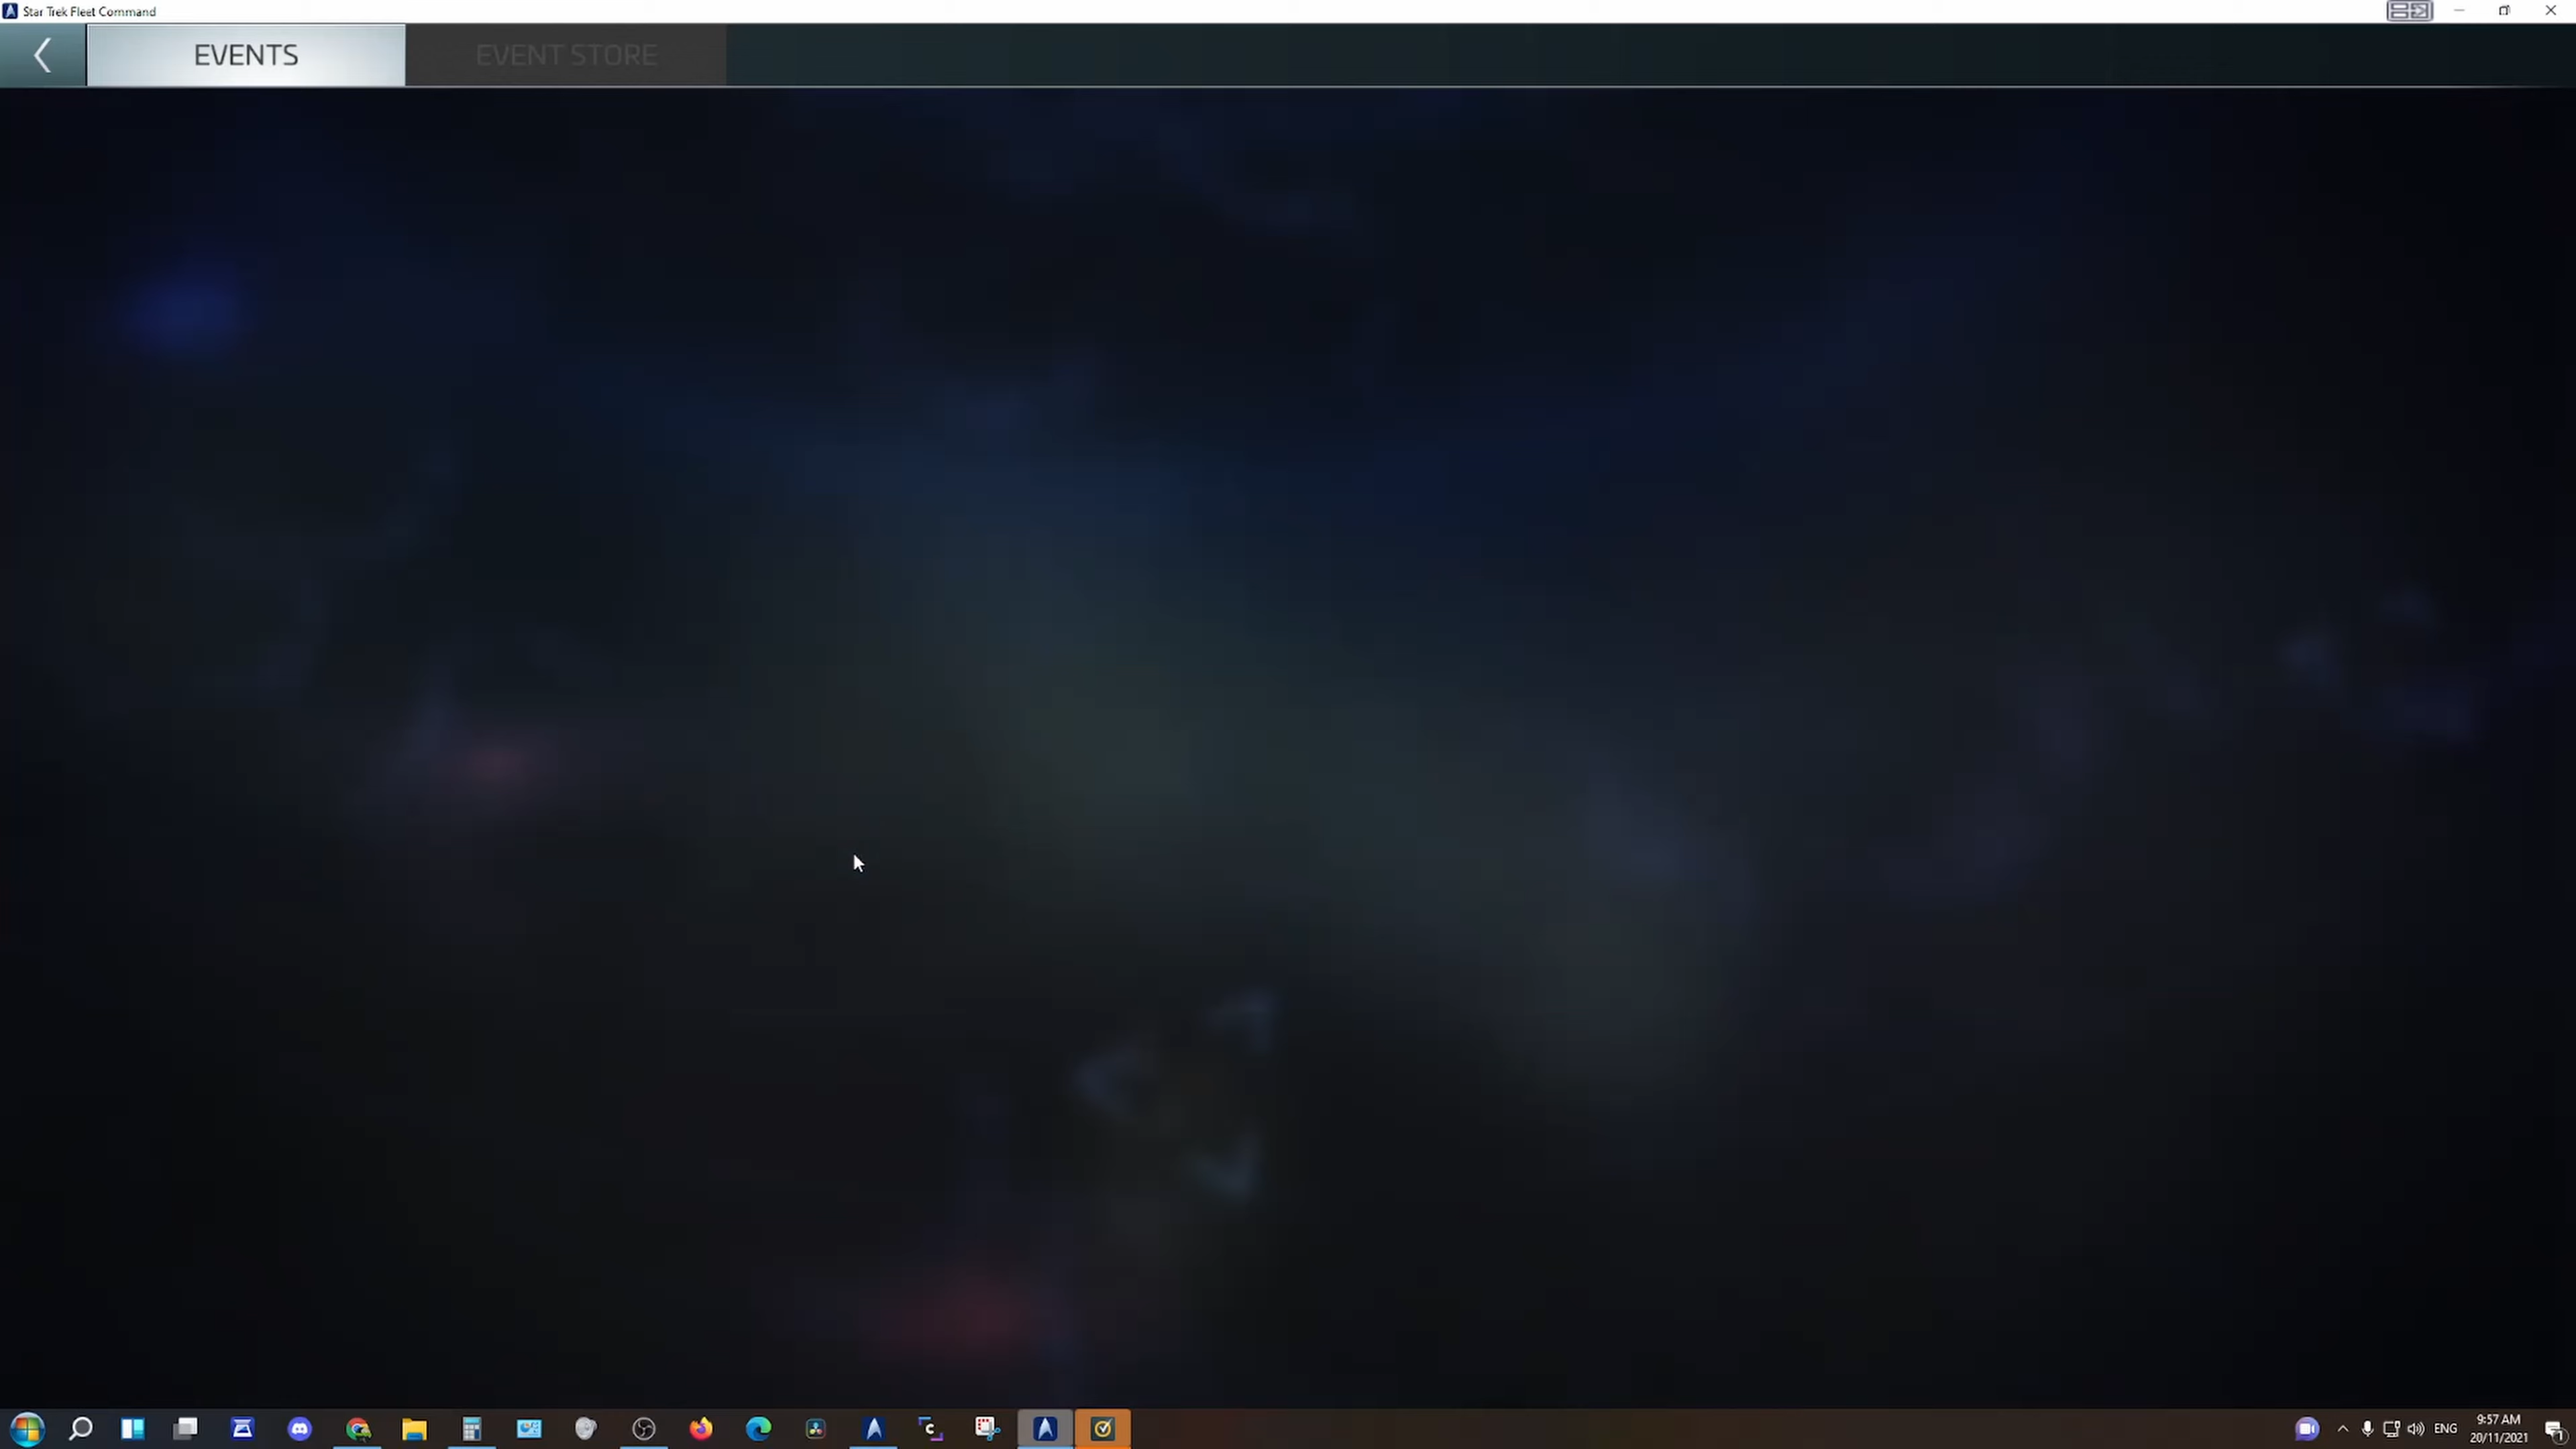 Star Trek Fleet Command
EVENTS
EVENT STORE
ENG
9:57 AM
20/11/2021